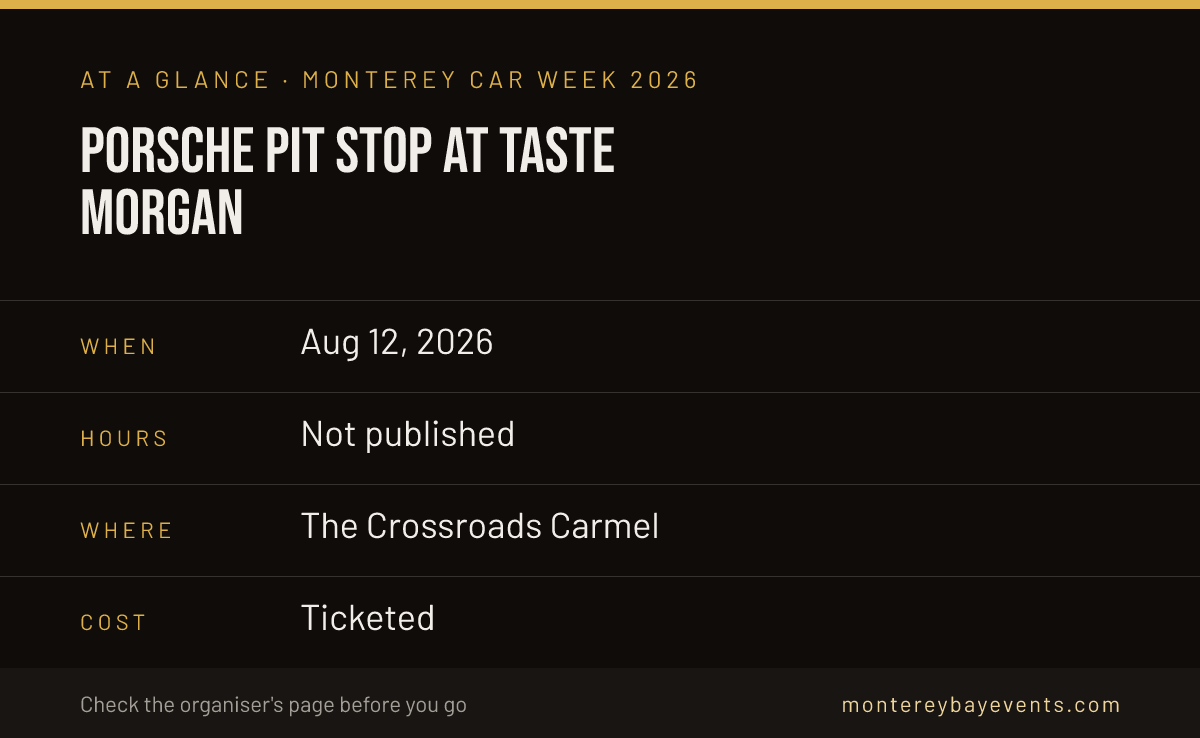 AT A GLANCE · MONTEREY CAR WEEK 2026
PORSCHE PIT STOP AT TASTE
MORGAN
WHEN Aug 12, 2026
HOURS Not published
WHERE The Crossroads Carmel
COST Ticketed
Check the organiser's page before you go montereybayevents.com